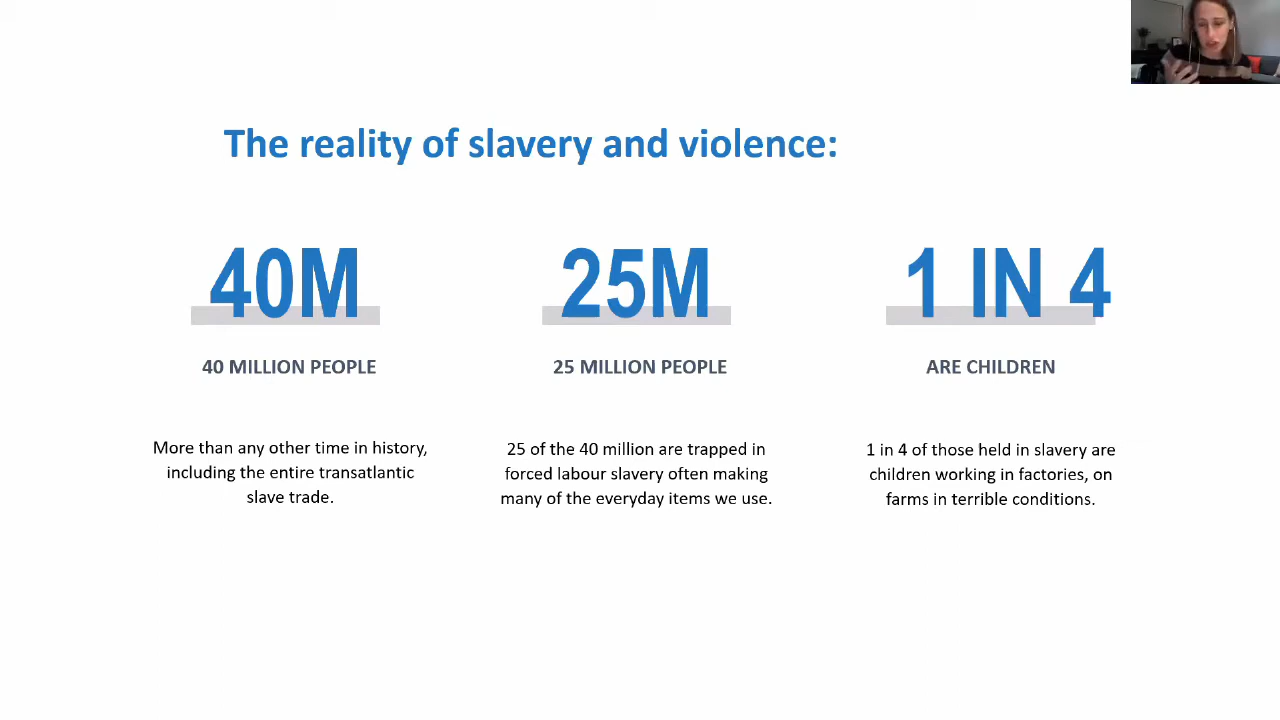 The reality of slavery and violence:
40M
40 MILLION PEOPLE
More than any other time in history,
including the entire transatlantic
slave trade.
25M
25 MILLION PEOPLE
25 of the 40 million are trapped in
forced labour slavery often making
many of the everyday items we use.
1 IN 4
ARE CHILDREN
1 in 4 of those held in slavery are
children working in factories, on
farms in terrible conditions.